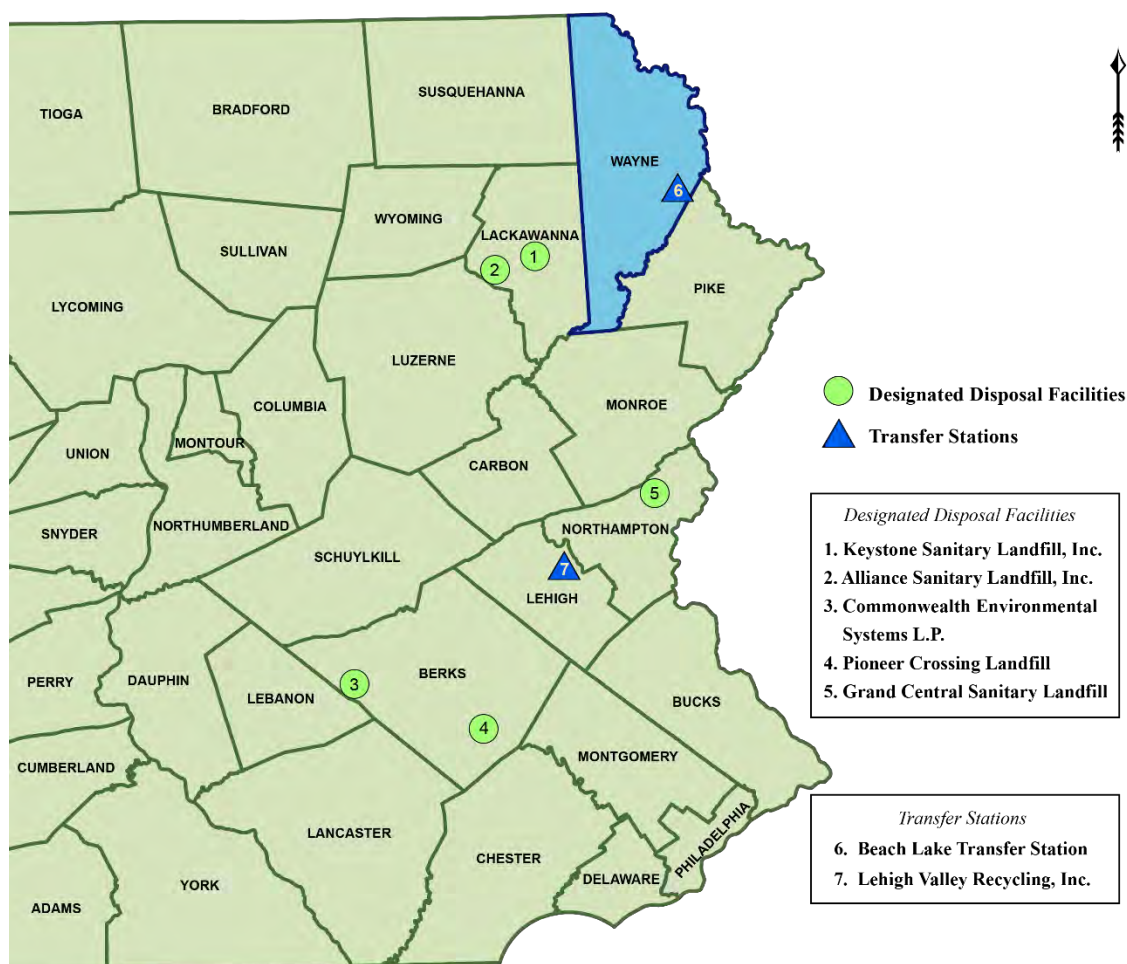 SUSQUEHANNA
BRADFORD
TIOGA
WAYNE
6
WYOMING
LACKAWANNA
SULLIVAN
1
2
PIKE
LYCOMING
LUZERNE
Designated Disposal Facilities
MONROE
COLUMBIA
Transfer Stations
MONTOUR
UNION
CARBON
5
Designated Disposal Facilities
NORTHUMBERLAND
NORTHAMPTON
SNYDER
1. Keystone Sanitary Landfill, Inc.
SCHUYLKILL
7
2. Alliance Sanitary Landfill, Inc.
LEHIGH
3. Commonwealth Environmental
Systems L.P.
4. Pioneer Crossing Landfill
5. Grand Central Sanitary Landfill
PERRY
DAUPHIN
BERKS
3
LEBANON
BUCKS
4
CUMBERLAND
MONTGOMERY
PHILADELPHIA
LANCASTER
Transfer Stations
6. Beach Lake Transfer Station
CHESTER
7. Lehigh Valley Recycling, Inc.
DELAWARE
YORK
ADAMS